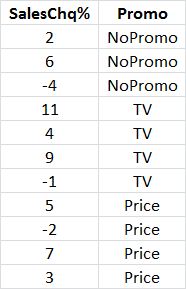 SalesChq% Promo
2 NoPromo
6 NoPromo
-4 NoPromo
11 TV
4 TV
9 TV
-1 TV
5 Price
-2 Price
7 Price
3 Price